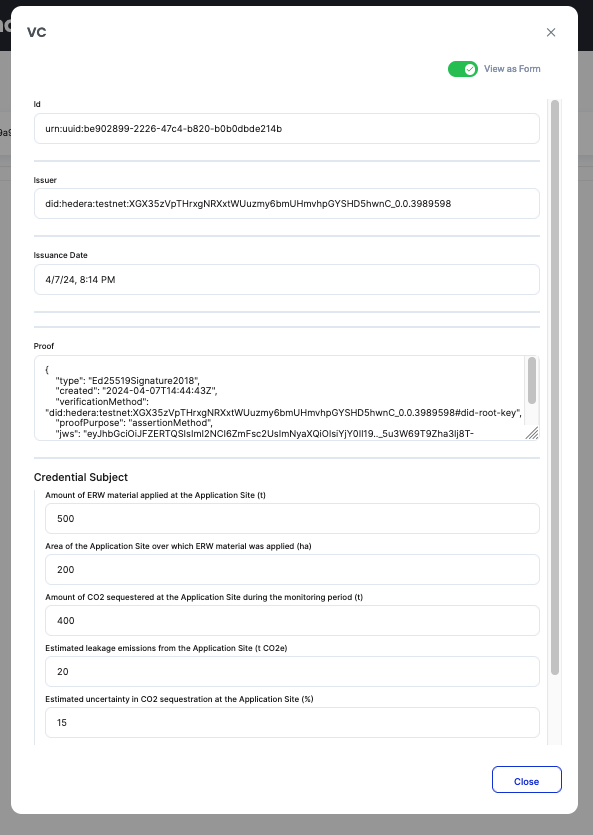 VC
View as Form
Id
urn:uuid:be902899-2226-47c4-b820-b0b0dbde214b
Issuer
did:hedera:testnet:XGX35zVpTHrxgNRXxtWUuzmy6bmUHmvhpGYSHD5hwnC_0.0.3989598
Issuance Date
4/7/24, 8:14 PM
Proof
{
"type": "Ed25519Signature2018",
"created": "2024-04-07T14:44:43Z",
"verificationMethod":
"did:hedera:testnet:XGX35zVpTHrxgNRXxtWUuzmy6bmUHmvhpGYSHD5hwnC_0.0.3989598#did-root-key",
"proofPurpose": "assertionMethod",
"jws": "eyJhbGciOiJFZERTQSIsImI2NCI6ZmFsc2UsImNyaXQiOlsiYjY0Il19.._5u3W69T9Zha3Ij8T-
Credential Subject
Amount of ERW material applied at the Application Site (t)
500
Area of the Application Site over which ERW material was applied (ha)
200
Amount of CO2 sequestered at the Application Site during the monitoring period (t)
400
Estimated leakage emissions from the Application Site (t CO2e)
20
Estimated uncertainty in CO2 sequestration at the Application Site (%)
15
Close